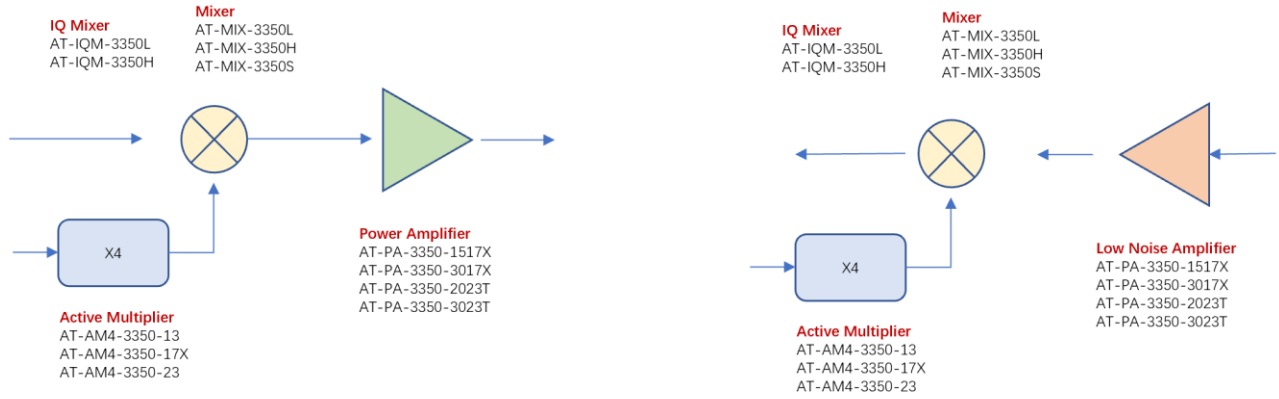 IQ Mixer
AT-IQM-3350L
AT-IQM-3350H
Mixer
AT-MIX-3350L
AT-MIX-3350H
AT-MIX-3350S
X4
Power Amplifier
AT-PA-3350-1517X
AT-PA-3350-3017X
AT-PA-3350-2023T
AT-PA-3350-3023T
Active Multiplier
AT-AM4-3350-13
AT-AM4-3350-17X
AT-AM4-3350-23
IQ Mixer
AT-IQM-3350L
AT-IQM-3350H
Mixer
AT-MIX-3350L
AT-MIX-3350H
AT-MIX-3350S
X4
Low Noise Amplifier
AT-PA-3350-1517X
AT-PA-3350-3017X
AT-PA-3350-2023T
AT-PA-3350-3023T
Active Multiplier
AT-AM4-3350-13
AT-AM4-3350-17X
AT-AM4-3350-23